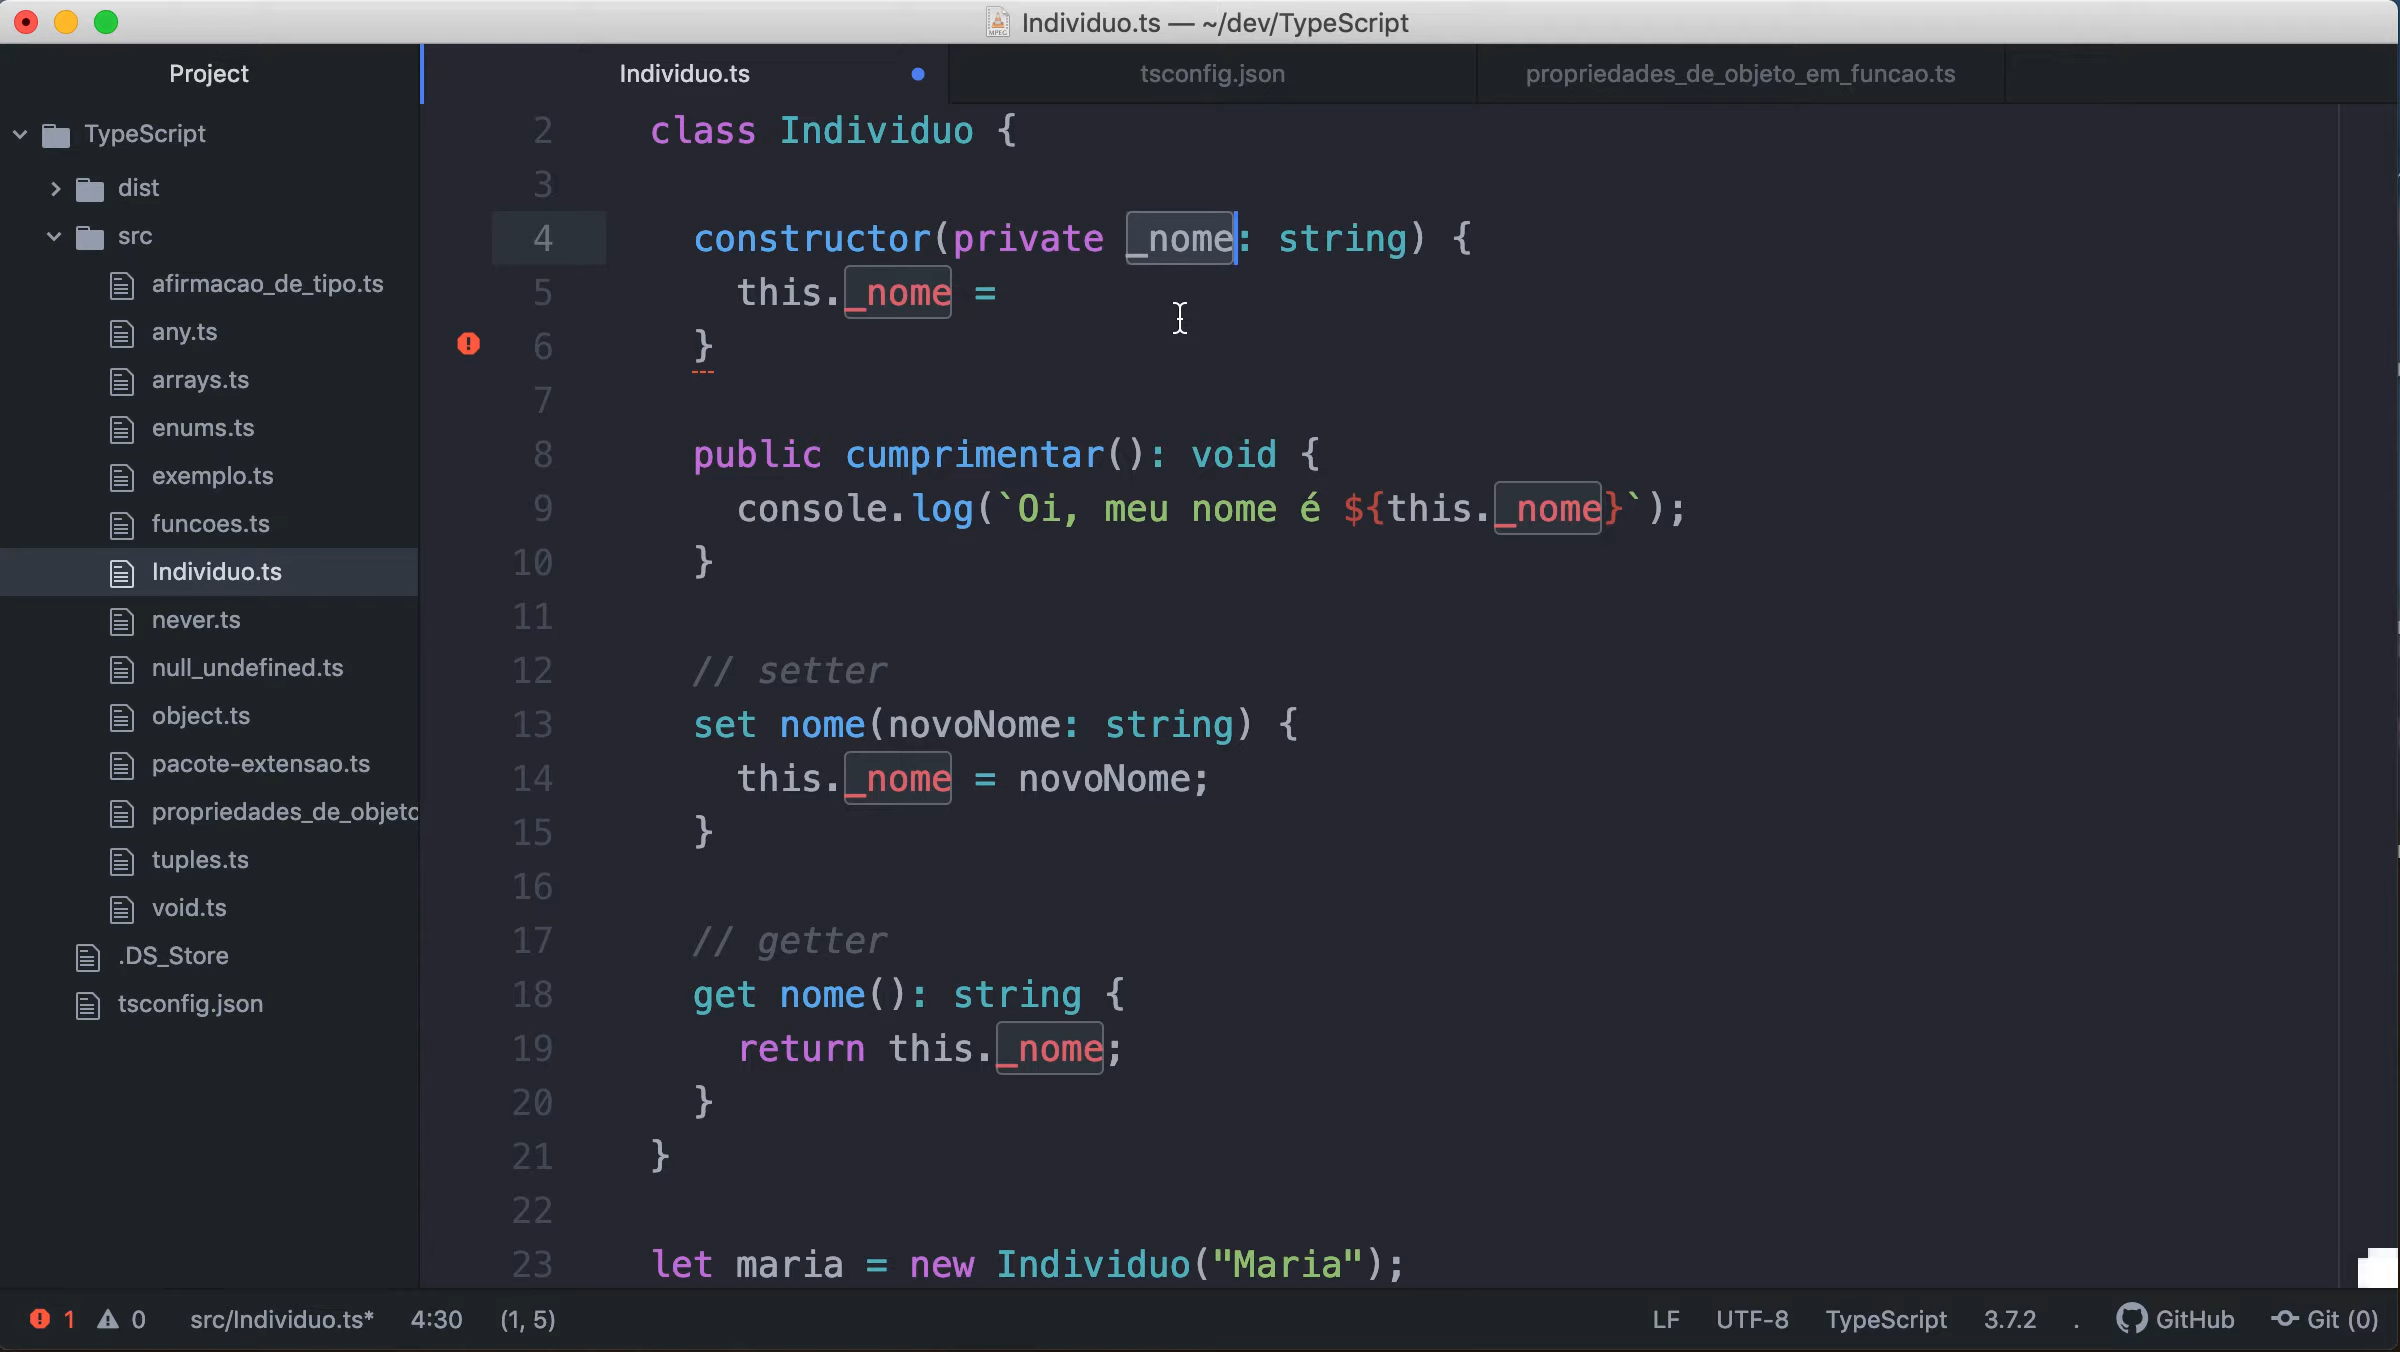 Individuo.ts — ~/dev/TypeScript
Project
Individuo.ts
tsconfig.json
propriedades_de_objeto_em_funcao.ts
TypeScript
dist
src
afirmacao_de_tipo.ts
any.ts
arrays.ts
enums.ts
exemplo.ts
funcoes.ts
Individuo.ts
never.ts
null_undefined.ts
object.ts
pacote-extensao.ts
propriedades_de_objeto
tuples.ts
void.ts
.DS_Store
tsconfig.json
2 class Individuo {
3
4 constructor(private _nome: string) {
5 this._nome =
6 }
7
8 public cumprimentar(): void {
9 console.log(`Oi, meu nome é ${this._nome}`);
10 }
11
12 // setter
13 set nome(novoNome: string) {
14 this._nome = novoNome;
15 }
16
17 // getter
18 get nome(): string {
19 return this._nome;
20 }
21 }
22
23 let maria = new Individuo("Maria");
1 0 src/Individuo.ts* 4:30 (1, 5) LF UTF-8 TypeScript 3.7.2 . GitHub Git (0)